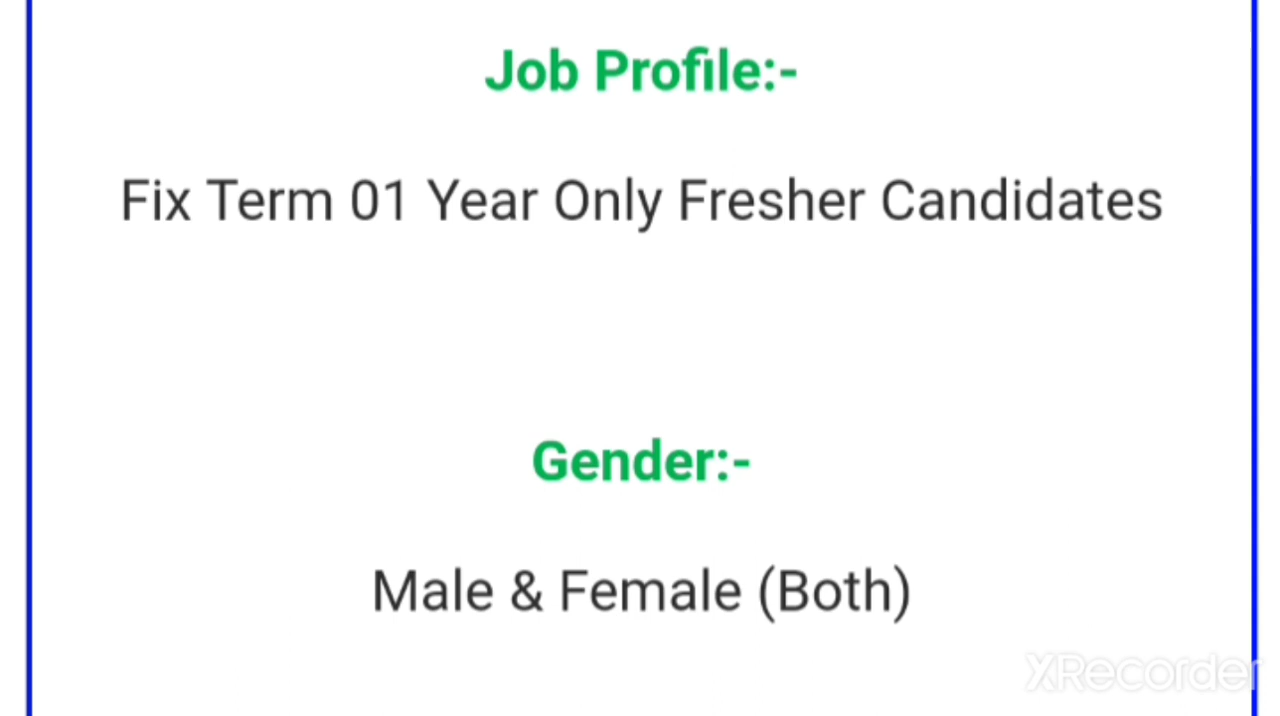 Job Profile:-
Fix Term 01 Year Only Fresher Candidates
Gender:-
Male & Female (Both)
XRecorder